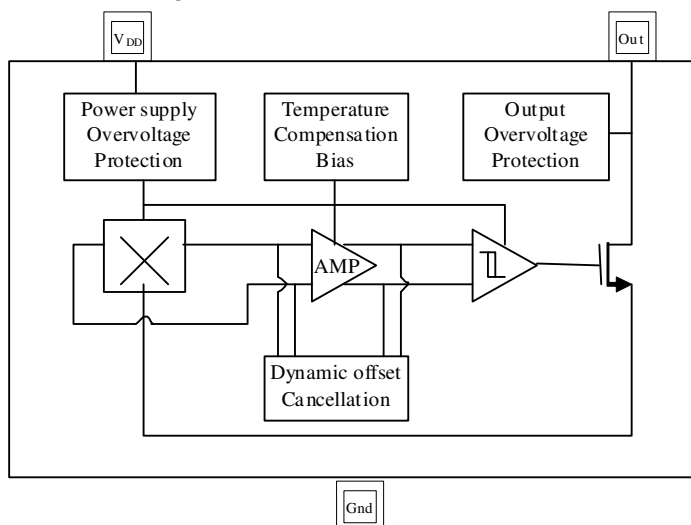 VDD
Out
Power supply
Overvoltage
Protection
Temperature
Compensation
Bias
Output
Overvoltage
Protection
AMP
Dynamic offset
Cancellation
Gnd